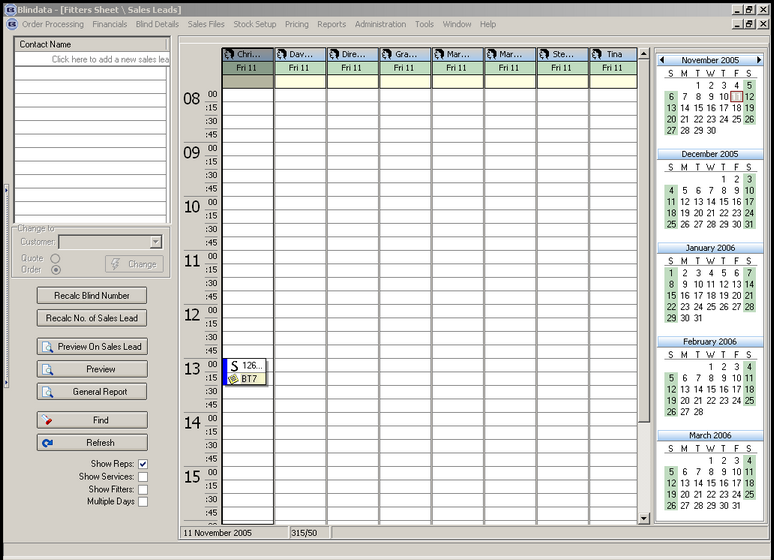 Blindata - [Fitters Sheet \ Sales Leads]
Order Processing Financials Blind Details Sales Files Stock Setup Pricing Reports Administration Tools Window Help
Contact Name
Click here to add a new sales lea
Change to
Customer:
Quote
Order
Change
Recalc Blind Number
Recalc No. of Sales Lead
Preview On Sales Lead
Preview
General Report
Find
Refresh
Show Reps:
Show Services:
Show Fitters:
Multiple Days
Chri... Dav... Dire... Gra... Mar... Mar... Ste... Tina
Fri 11 Fri 11 Fri 11 Fri 11 Fri 11 Fri 11 Fri 11 Fri 11
08 00
:15
:30
:45
09 00
:15
:30
:45
10 00
:15
:30
:45
11 00
:15
:30
:45
12 00
:15
:30
:45
13 00 S 126...
:15 BT7
:30
:45
14 00
:15
:30
:45
15 00
:15
:30
:45
11 November 2005 315/50
November 2005
S M T W T F S
1 2 3 4 5
6 7 8 9 10 11 12
13 14 15 16 17 18 19
20 21 22 23 24 25 26
27 28 29 30
December 2005
S M T W T F S
1 2 3
4 5 6 7 8 9 10
11 12 13 14 15 16 17
18 19 20 21 22 23 24
25 26 27 28 29 30 31
January 2006
S M T W T F S
1 2 3 4 5 6 7
8 9 10 11 12 13 14
15 16 17 18 19 20 21
22 23 24 25 26 27 28
29 30 31
February 2006
S M T W T F S
1 2 3 4
5 6 7 8 9 10 11
12 13 14 15 16 17 18
19 20 21 22 23 24 25
26 27 28
March 2006
S M T W T F S
1 2 3 4
5 6 7 8 9 10 11
12 13 14 15 16 17 18
19 20 21 22 23 24 25
26 27 28 29 30 31